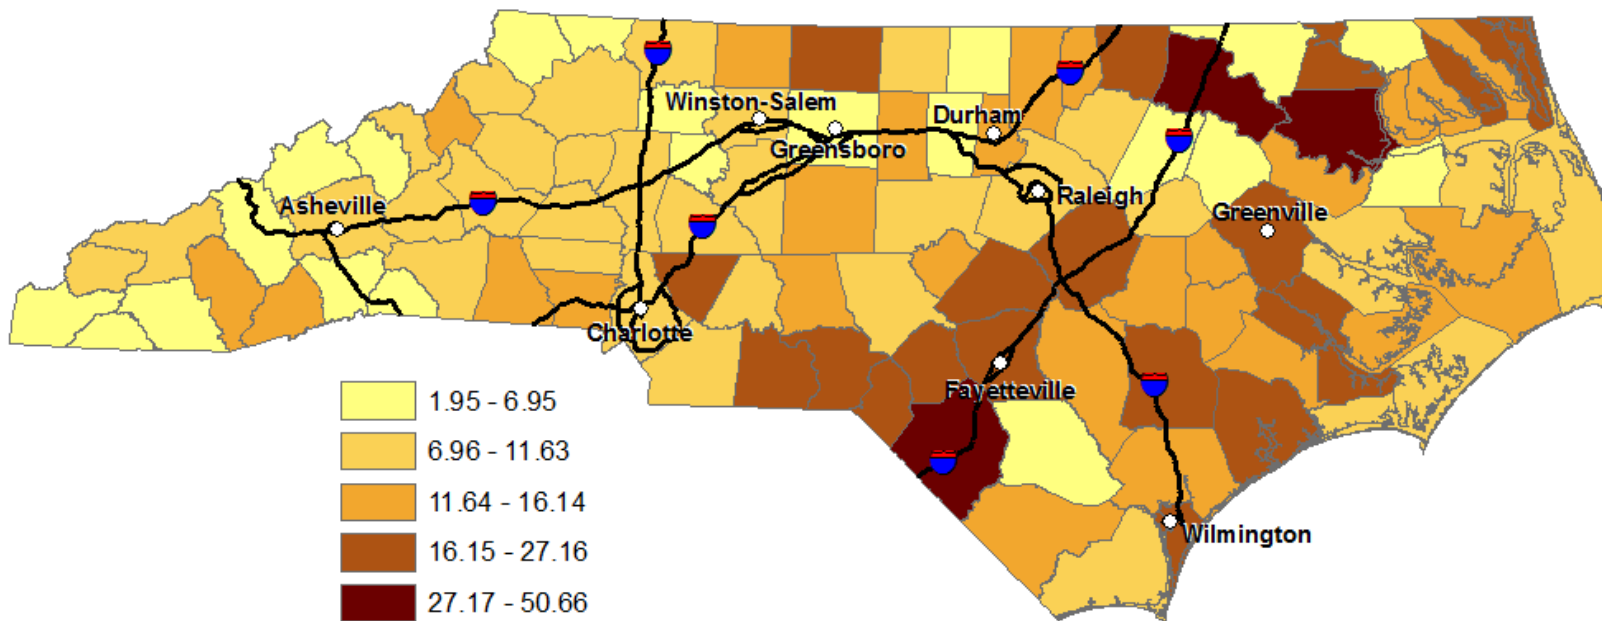 Winston-Salem
Durham
Greensboro
Raleigh
Asheville
Greenville
Charlotte
Fayetteville
Wilmington
1.95 - 6.95
6.96 - 11.63
11.64 - 16.14
16.15 - 27.16
27.17 - 50.66